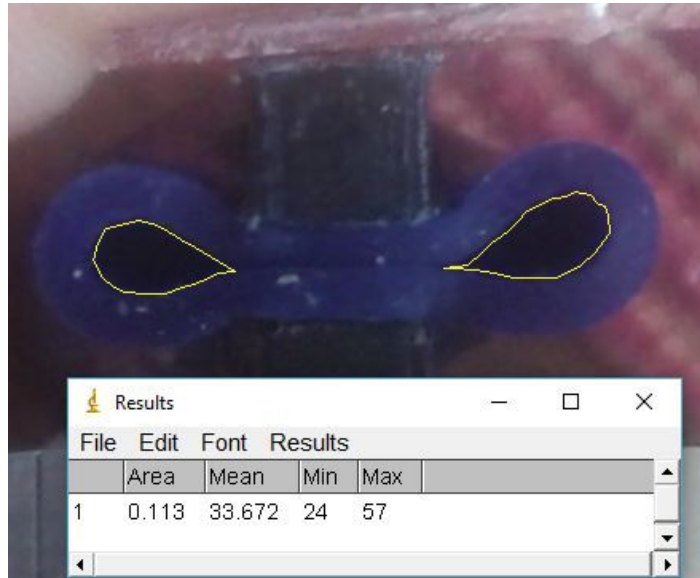 Results
File Edit Font Results
Area Mean Min Max
1 0.113 33.672 24 57